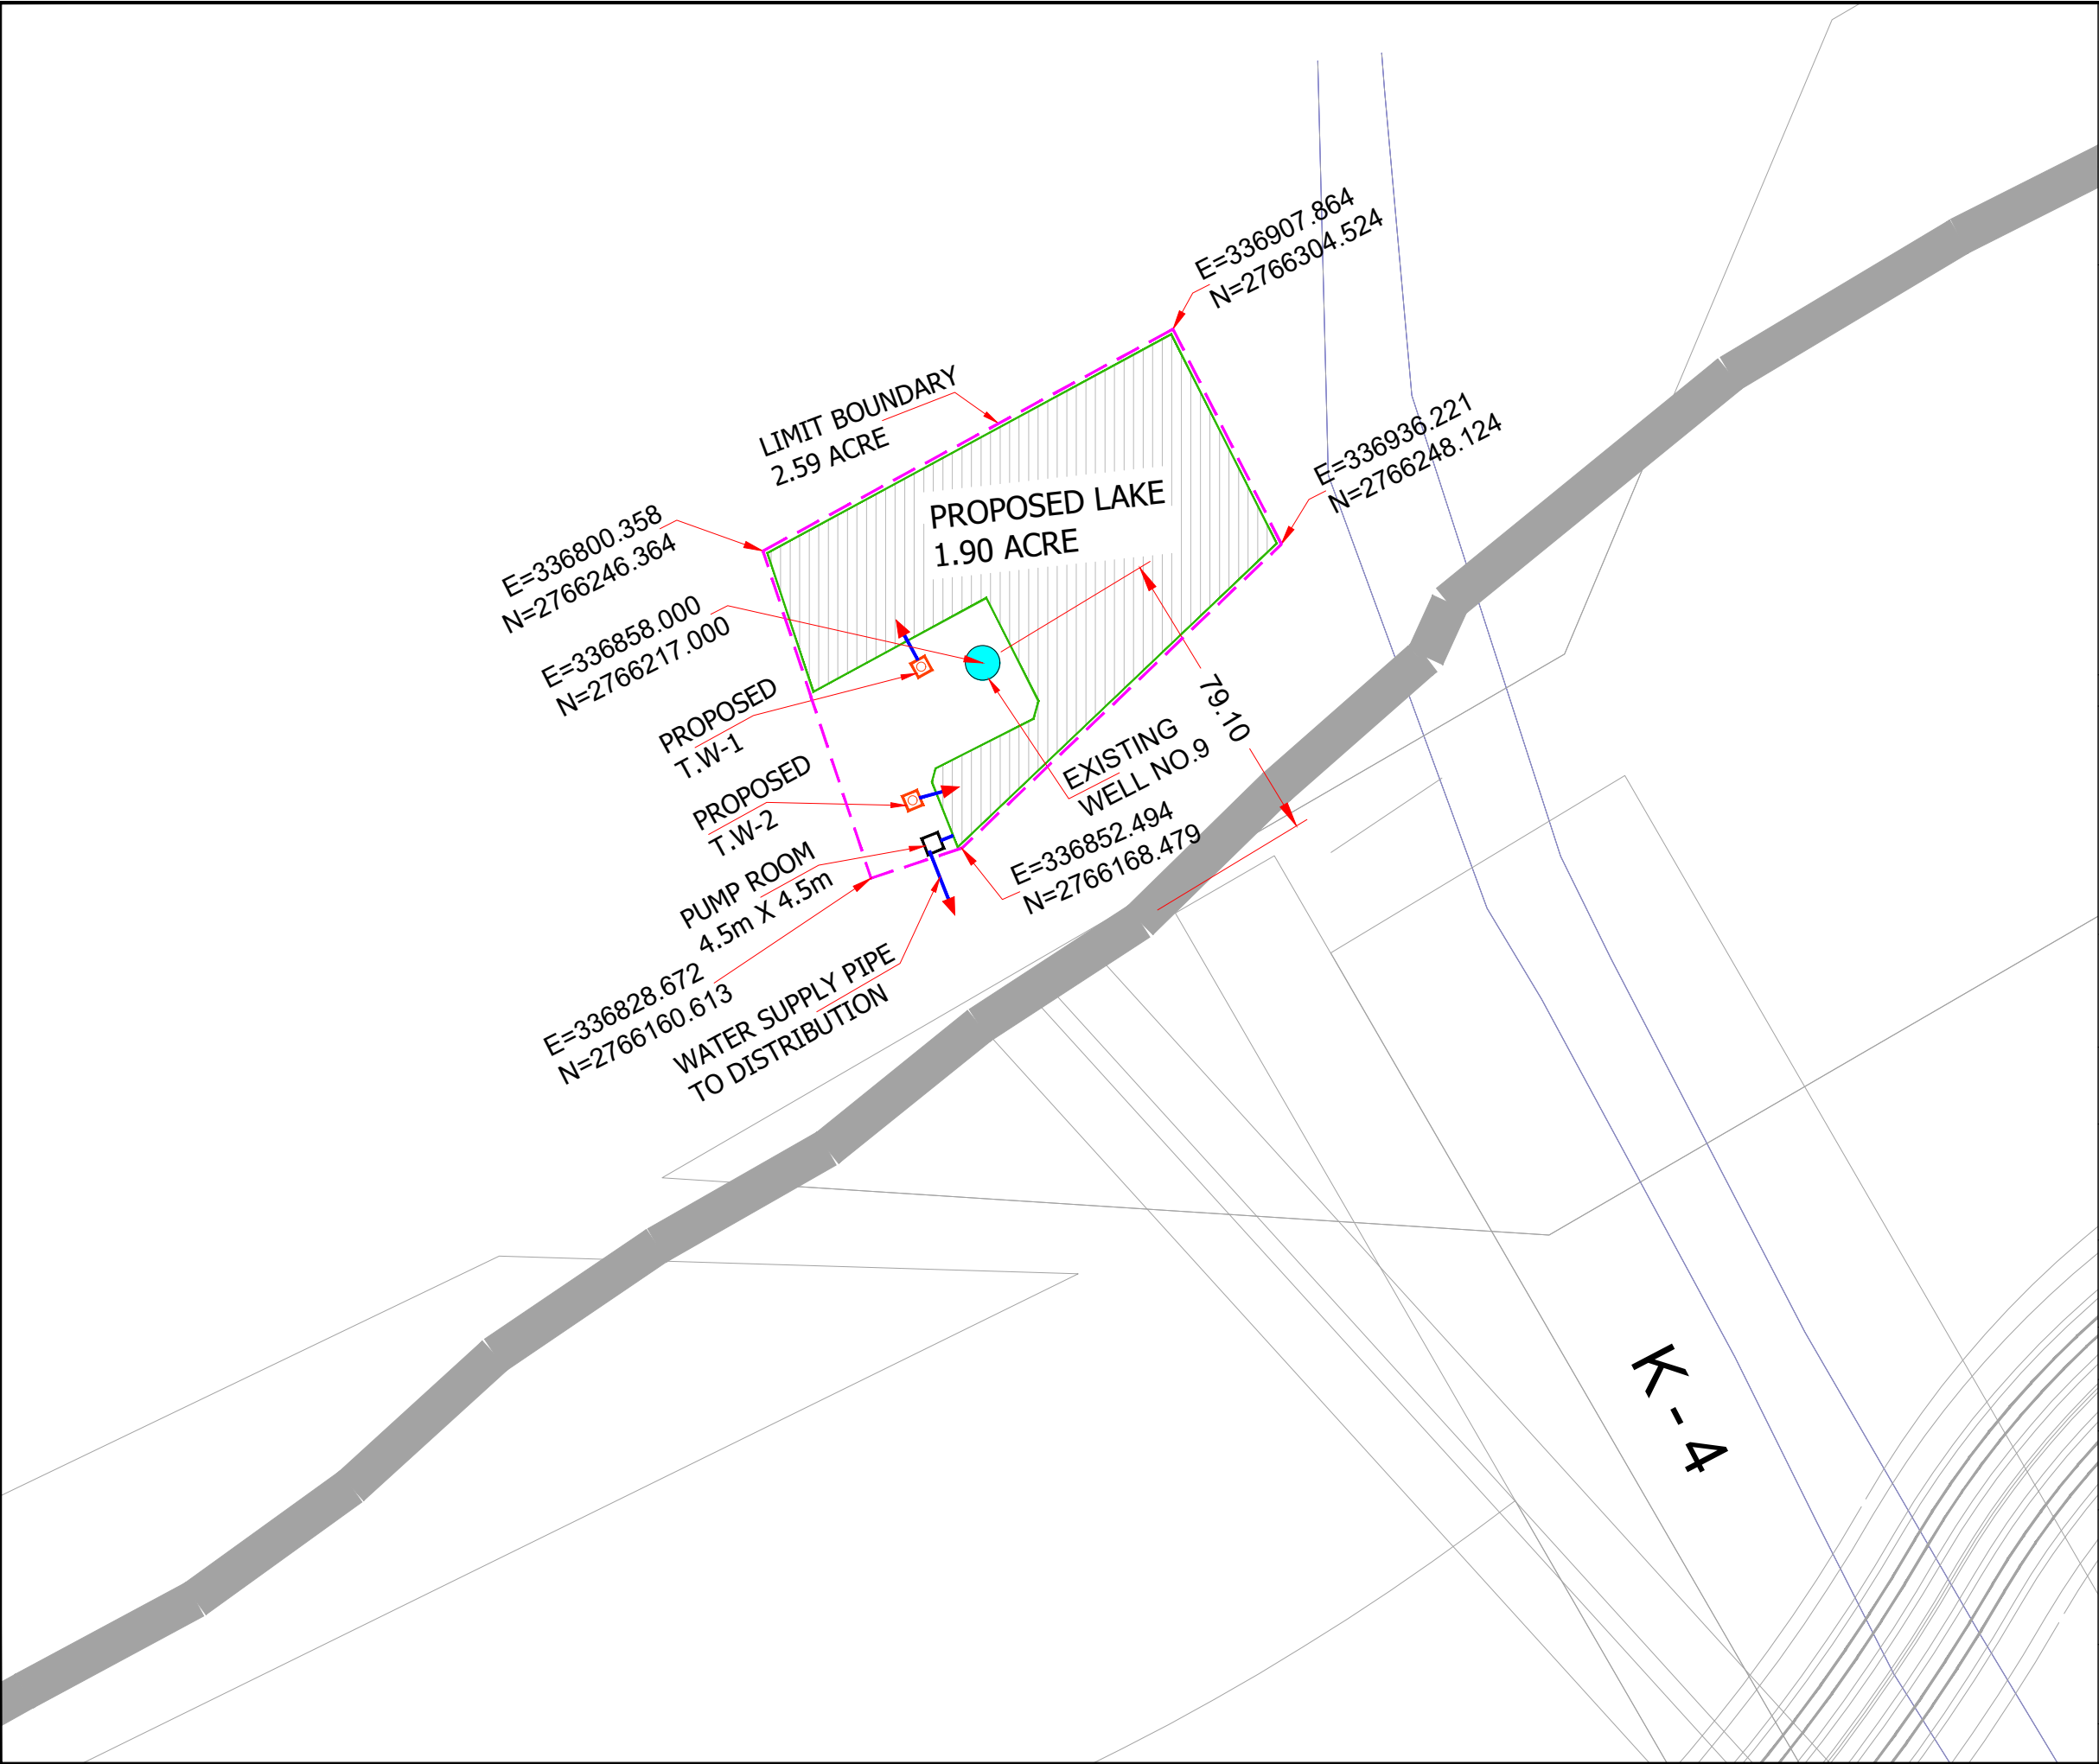 E=336907.864
N=2766304.524
LIMIT BOUNDARY
2.59 ACRE
E=336936.221
N=2766248.124
PROPOSED LAKE
1.90 ACRE
E=336800.358
N=2766246.364
E=336858.000
N=2766217.000
PROPOSED
T.W-1
79.10
EXISTING
WELL NO.9
PROPOSED
T.W-2
E=336852.494
N=2766168.479
PUMP ROOM
4.5m X 4.5m
E=336828.672
N=2766160.613
WATER SUPPLY PIPE
TO DISTRIBUTION
K - 4